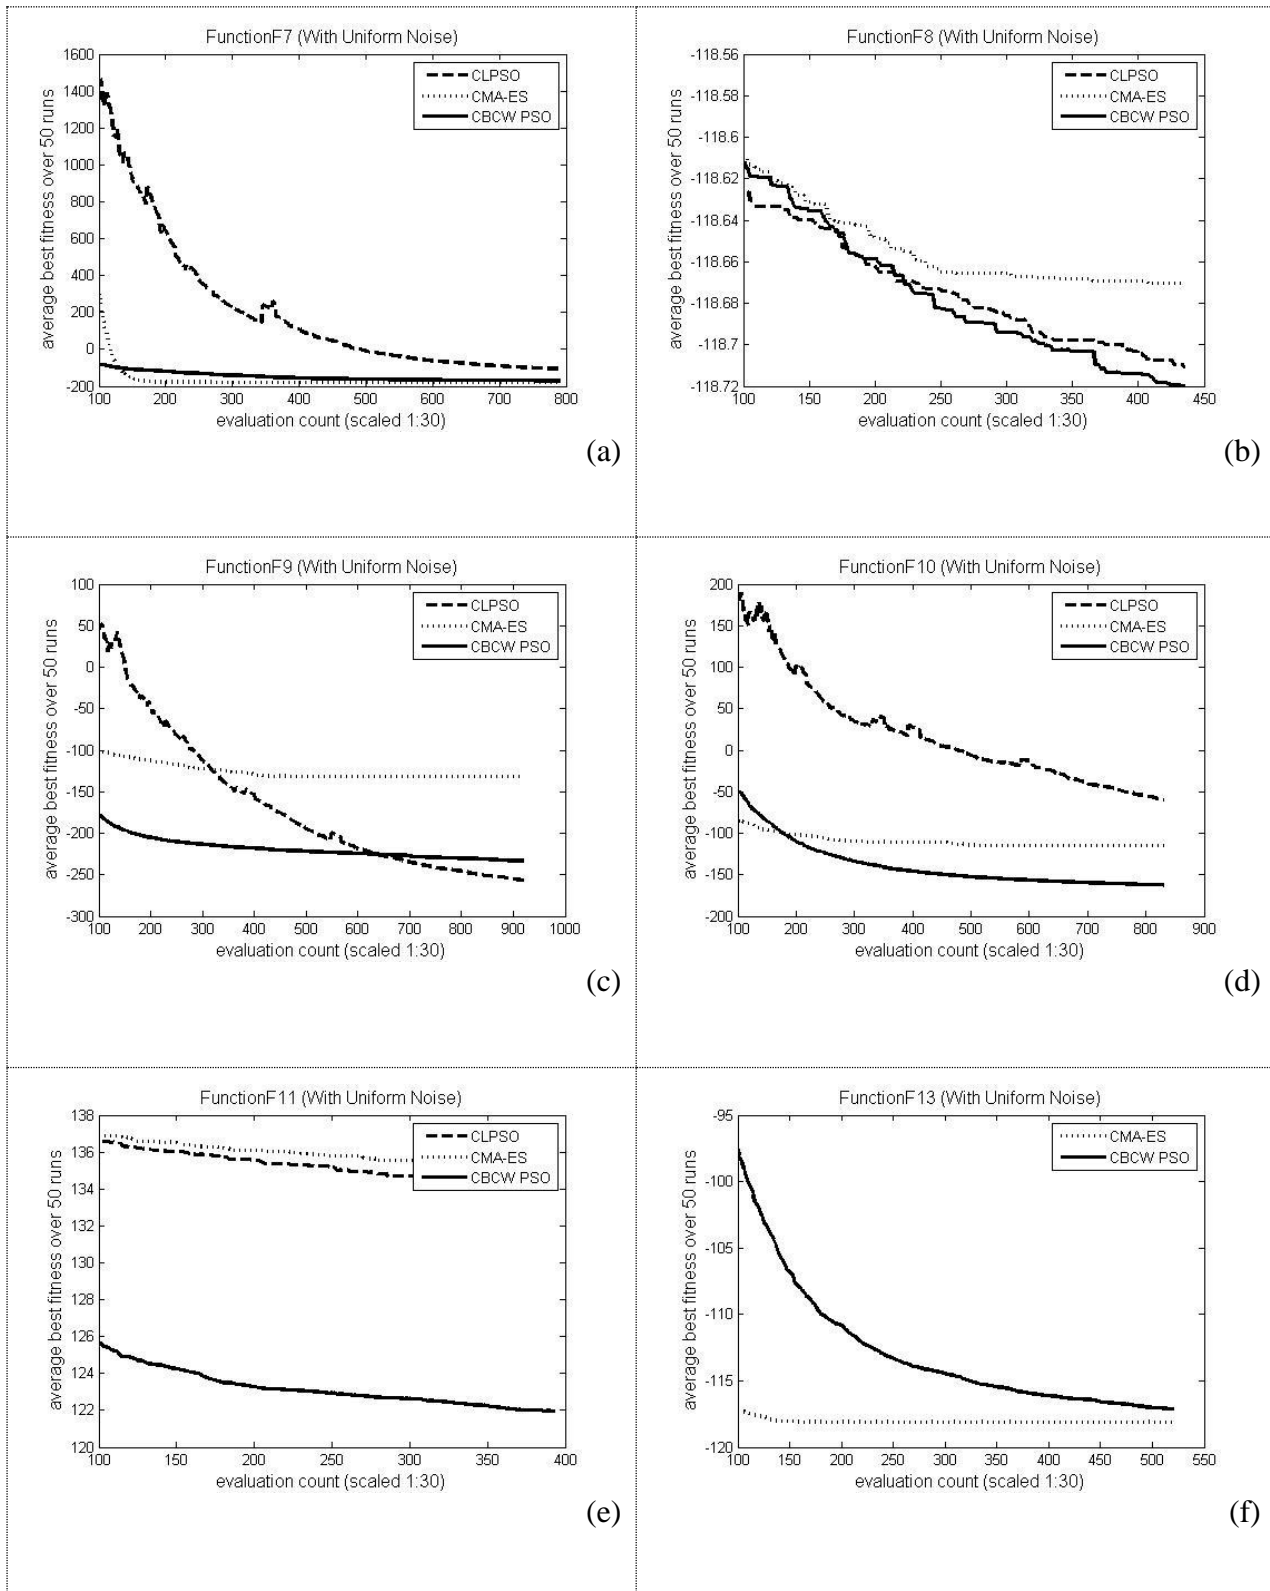 FunctionF7 (With Uniform Noise)
1600
1400
1200
1000
800
600
400
200
0
-200
average best fitness over 50 runs
CLPSO
CMA-ES
CBCW PSO
100 200 300 400 500 600 700 800
evaluation count (scaled 1:30)
(a)
FunctionF8 (With Uniform Noise)
-118.56
-118.58
-118.6
-118.62
-118.64
-118.66
-118.68
-118.7
-118.72
average best fitness over 50 runs
CLPSO
CMA-ES
CBCW PSO
100 150 200 250 300 350 400 450
evaluation count (scaled 1:30)
(b)
FunctionF9 (With Uniform Noise)
100
50
0
-50
-100
-150
-200
-250
-300
average best fitness over 50 runs
CLPSO
CMA-ES
CBCW PSO
100 200 300 400 500 600 700 800 900 1000
evaluation count (scaled 1:30)
(c)
FunctionF10 (With Uniform Noise)
200
150
100
50
0
-50
-100
-150
-200
average best fitness over 50 runs
CLPSO
CMA-ES
CBCW PSO
100 200 300 400 500 600 700 800 900
evaluation count (scaled 1:30)
(d)
FunctionF11 (With Uniform Noise)
138
136
134
132
130
128
126
124
122
120
average best fitness over 50 runs
CLPSO
CMA-ES
CBCW PSO
100 150 200 250 300 350 400
evaluation count (scaled 1:30)
(e)
FunctionF13 (With Uniform Noise)
-95
-100
-105
-110
-115
-120
average best fitness over 50 runs
CMA-ES
CBCW PSO
100 150 200 250 300 350 400 450 500 550
evaluation count (scaled 1:30)
(f)